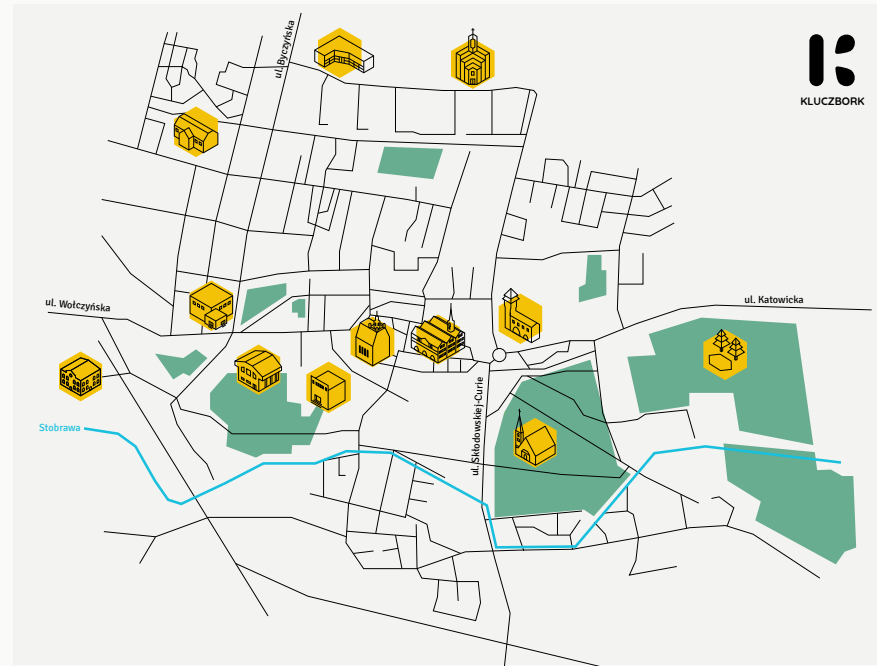 ul. Byczyńska
KLUCZBORK
ul. Wołczyńska
ul. Katowicka
Stobrawa
ul. Skłodowskiej-Curie